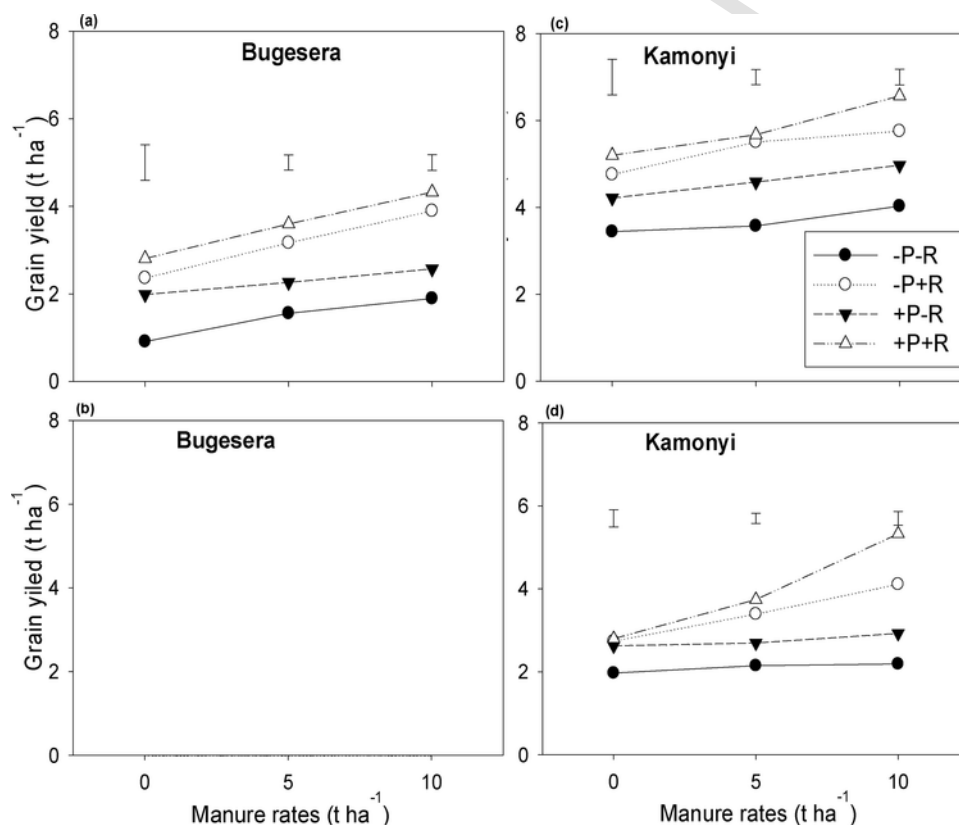 (a)
Bugesera
Grain yield (t ha⁻¹)
8
6
4
2
0
(c)
Kamonyi
8
6
4
2
0
-P-R
-P+R
+P-R
+P+R
(b)
Bugesera
Grain yiled (t ha⁻¹)
8
6
4
2
0
0 5 10
Manure rates (t ha⁻¹)
(d)
Kamonyi
8
6
4
2
0
0 5 10
Manure rates (t ha⁻¹)